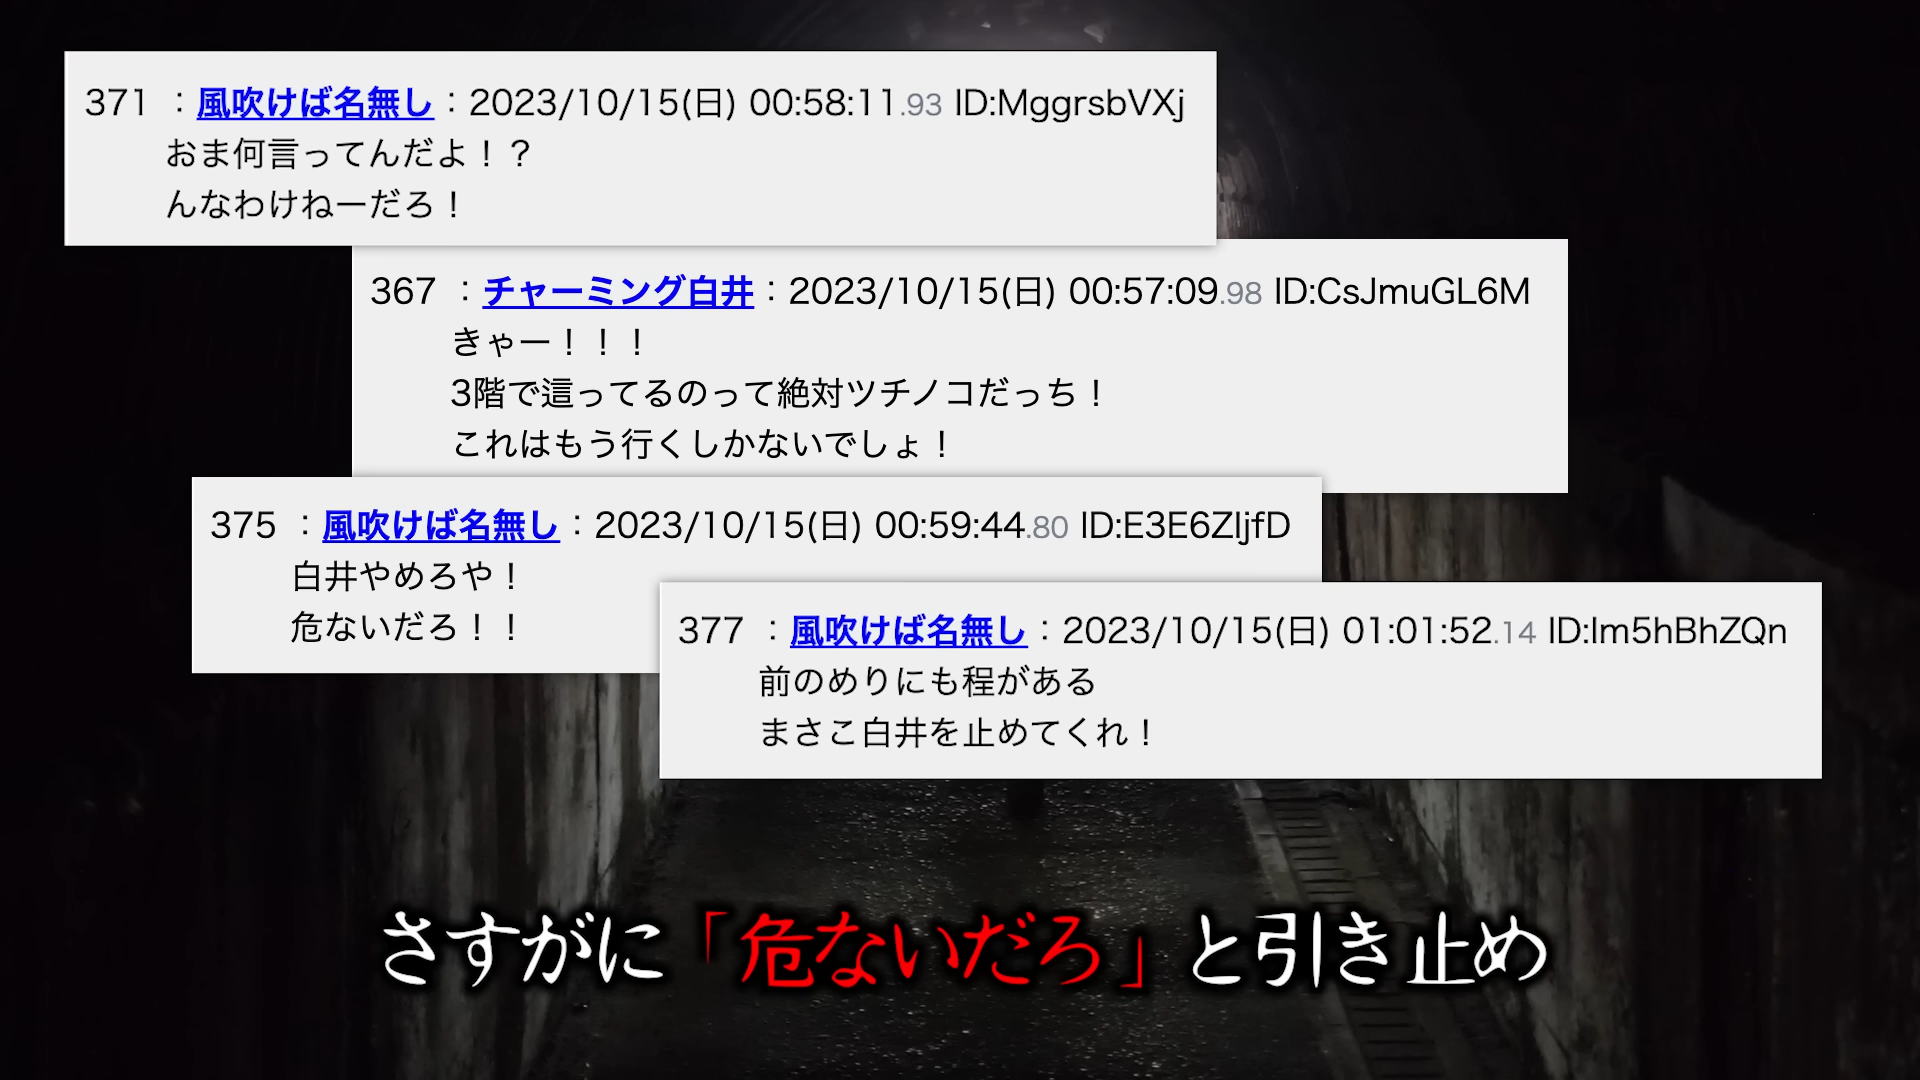 371 ：風吹けば名無し：2023/10/15(日) 00:58:11.93 ID:MggrsbVXj
おま何言ってんだよ！？
んなわけねーだろ！
367 ：チャーミング白井：2023/10/15(日) 00:57:09.98 ID:CsJmuGL6M
きゃー！！！
3階で這ってるのって絶対ツチノコだっち！
これはもう行くしかないでしょ！
375 ：風吹けば名無し：2023/10/15(日) 00:59:44.80 ID:E3E6ZIjfD
白井やめろや！
危ないだろ！！
377 ：風吹けば名無し：2023/10/15(日) 01:01:52.14 ID:Im5hBhZQn
前のめりにも程がある
まさこ白井を止めてくれ！
さすがに「危ないだろ」と引き止め